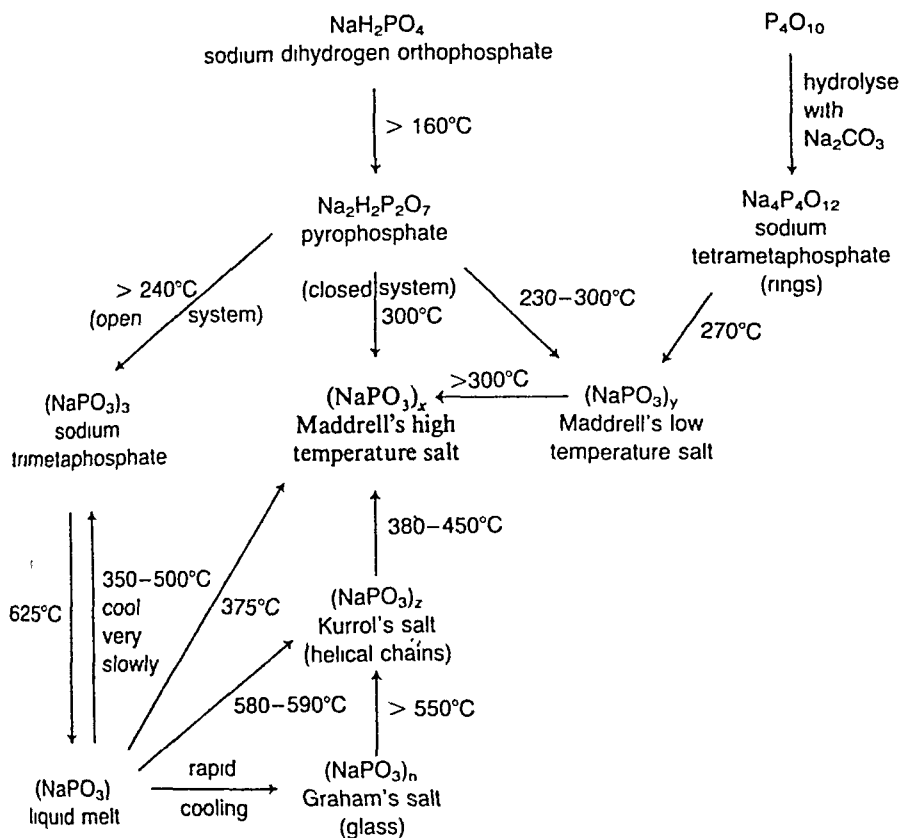 NaH₂PO₄
sodium dihydrogen orthophosphate
P₄O₁₀
> 160°C
hydrolyse
with
Na₂CO₃
Na₂H₂P₂O₇
pyrophosphate
Na₄P₄O₁₂
sodium
tetrametaphosphate
(rings)
> 240°C
(open system)
(closed system)
300°C
230–300°C
270°C
(NaPO₃)₃
sodium
trimetaphosphate
(NaPO₃)ₓ
Maddrell's high
temperature salt
>300°C
(NaPO₃)y
Maddrell's low
temperature salt
380–450°C
625°C
350–500°C
cool
very
slowly
375°C
(NaPO₃)z
Kurrol's salt
(helical chains)
580–590°C
> 550°C
(NaPO₃)
liquid melt
rapid
cooling
(NaPO₃)n
Graham's salt
(glass)